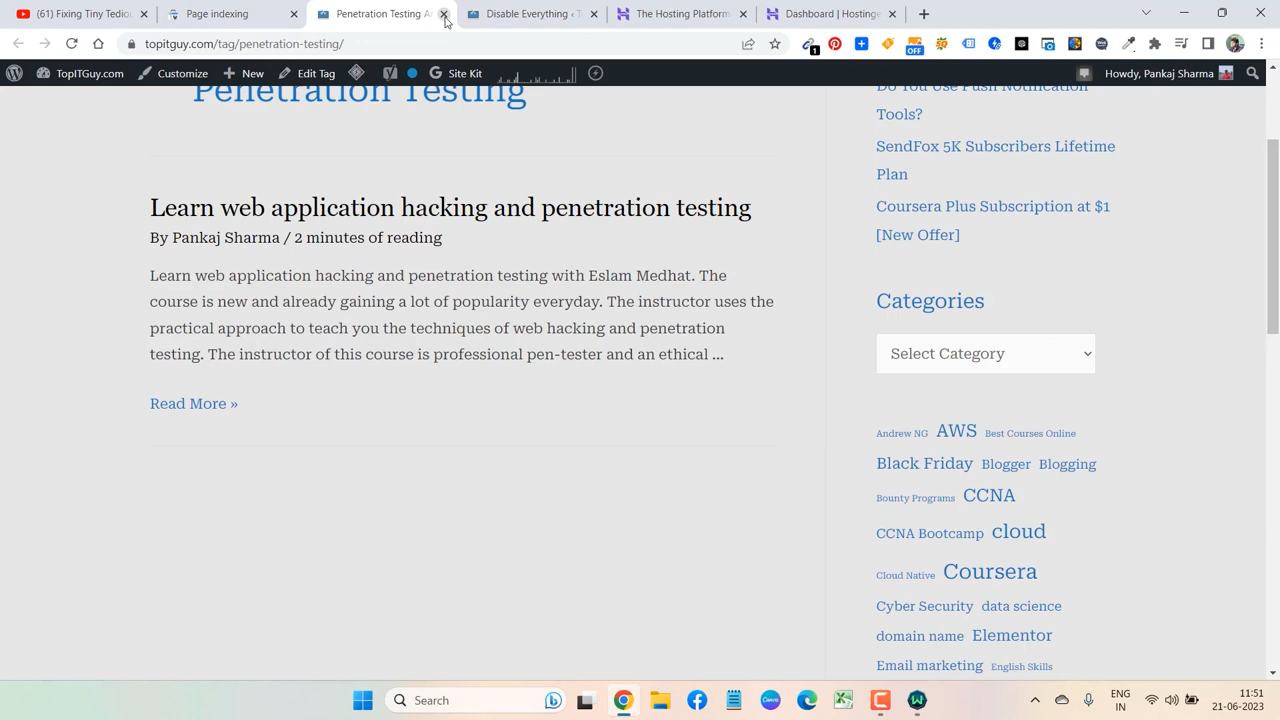 (61) Fixing Tiny Tediou
Page indexing
Penetration Testing Ar
Disable Everything ‹ T
The Hosting Platform
Dashboard | Hostinge
topitguy.com/tag/penetration-testing/
1
OFF
TopITGuy.com
Customize
New
Edit Tag
Site Kit
Howdy, Pankaj Sharma
Penetration Testing
Do You Use Push Notification
Tools?
SendFox 5K Subscribers Lifetime
Plan
Coursera Plus Subscription at $1
[New Offer]
Learn web application hacking and penetration testing
By Pankaj Sharma / 2 minutes of reading
Learn web application hacking and penetration testing with Eslam Medhat. The
course is new and already gaining a lot of popularity everyday. The instructor uses the
practical approach to teach you the techniques of web hacking and penetration
testing. The instructor of this course is professional pen-tester and an ethical ...
Read More »
Categories
Select Category
Andrew NG AWS Best Courses Online
Black Friday Blogger Blogging
Bounty Programs CCNA
CCNA Bootcamp cloud
Cloud Native Coursera
Cyber Security data science
domain name Elementor
Email marketing English Skills
Search
ENG
IN
11:51
21-06-2023